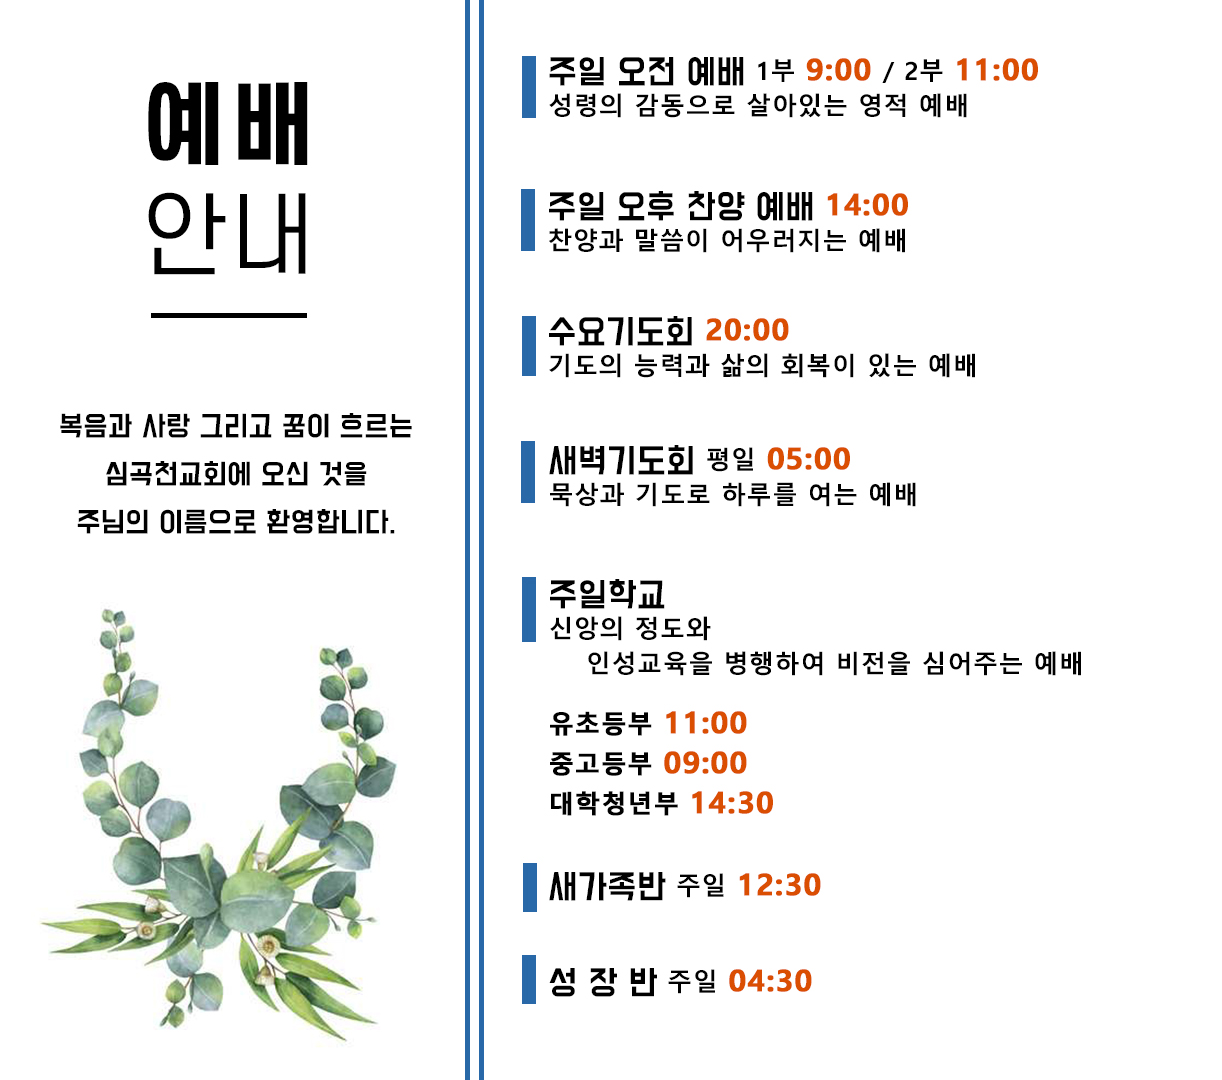 예배
안내
복음과 사랑 그리고 꿈이 흐르는
심곡천교회에 오신 것을
주님의 이름으로 환영합니다.
주일 오전 예배 1부 9:00 / 2부 11:00
성령의 감동으로 살아있는 영적 예배
주일 오후 찬양 예배 14:00
찬양과 말씀이 어우러지는 예배
수요기도회 20:00
기도의 능력과 삶의 회복이 있는 예배
새벽기도회 평일 05:00
묵상과 기도로 하루를 여는 예배
주일학교
신앙의 정도와
인성교육을 병행하여 비전을 심어주는 예배
유초등부 11:00
중고등부 09:00
대학청년부 14:30
새가족반 주일 12:30
성 장 반 주일 04:30